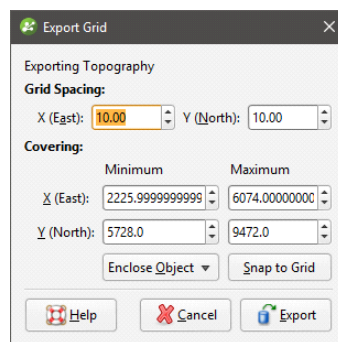 Export Grid
Exporting Topography
Grid Spacing:
X (East): 10.00 Y (North): 10.00
Covering:
Minimum Maximum
X (East): 2225.9999999999 6074.00000000
Y (North): 5728.0 9472.0
Enclose Object Snap to Grid
Help Cancel Export